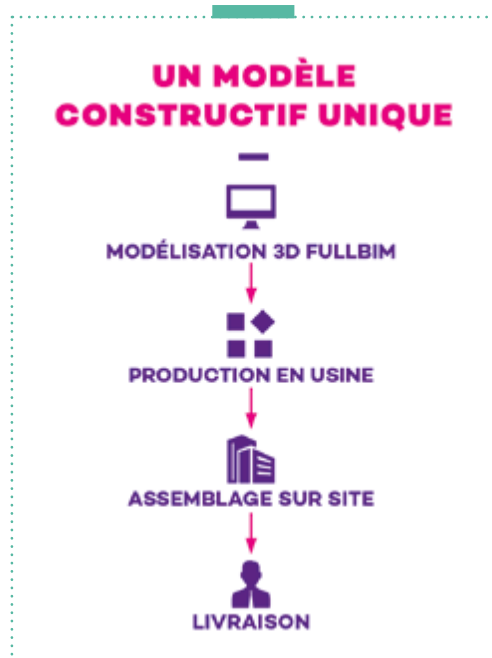 UN MODÈLE
CONSTRUCTIF UNIQUE
MODÉLISATION 3D FULLBIM
PRODUCTION EN USINE
ASSEMBLAGE SUR SITE
LIVRAISON